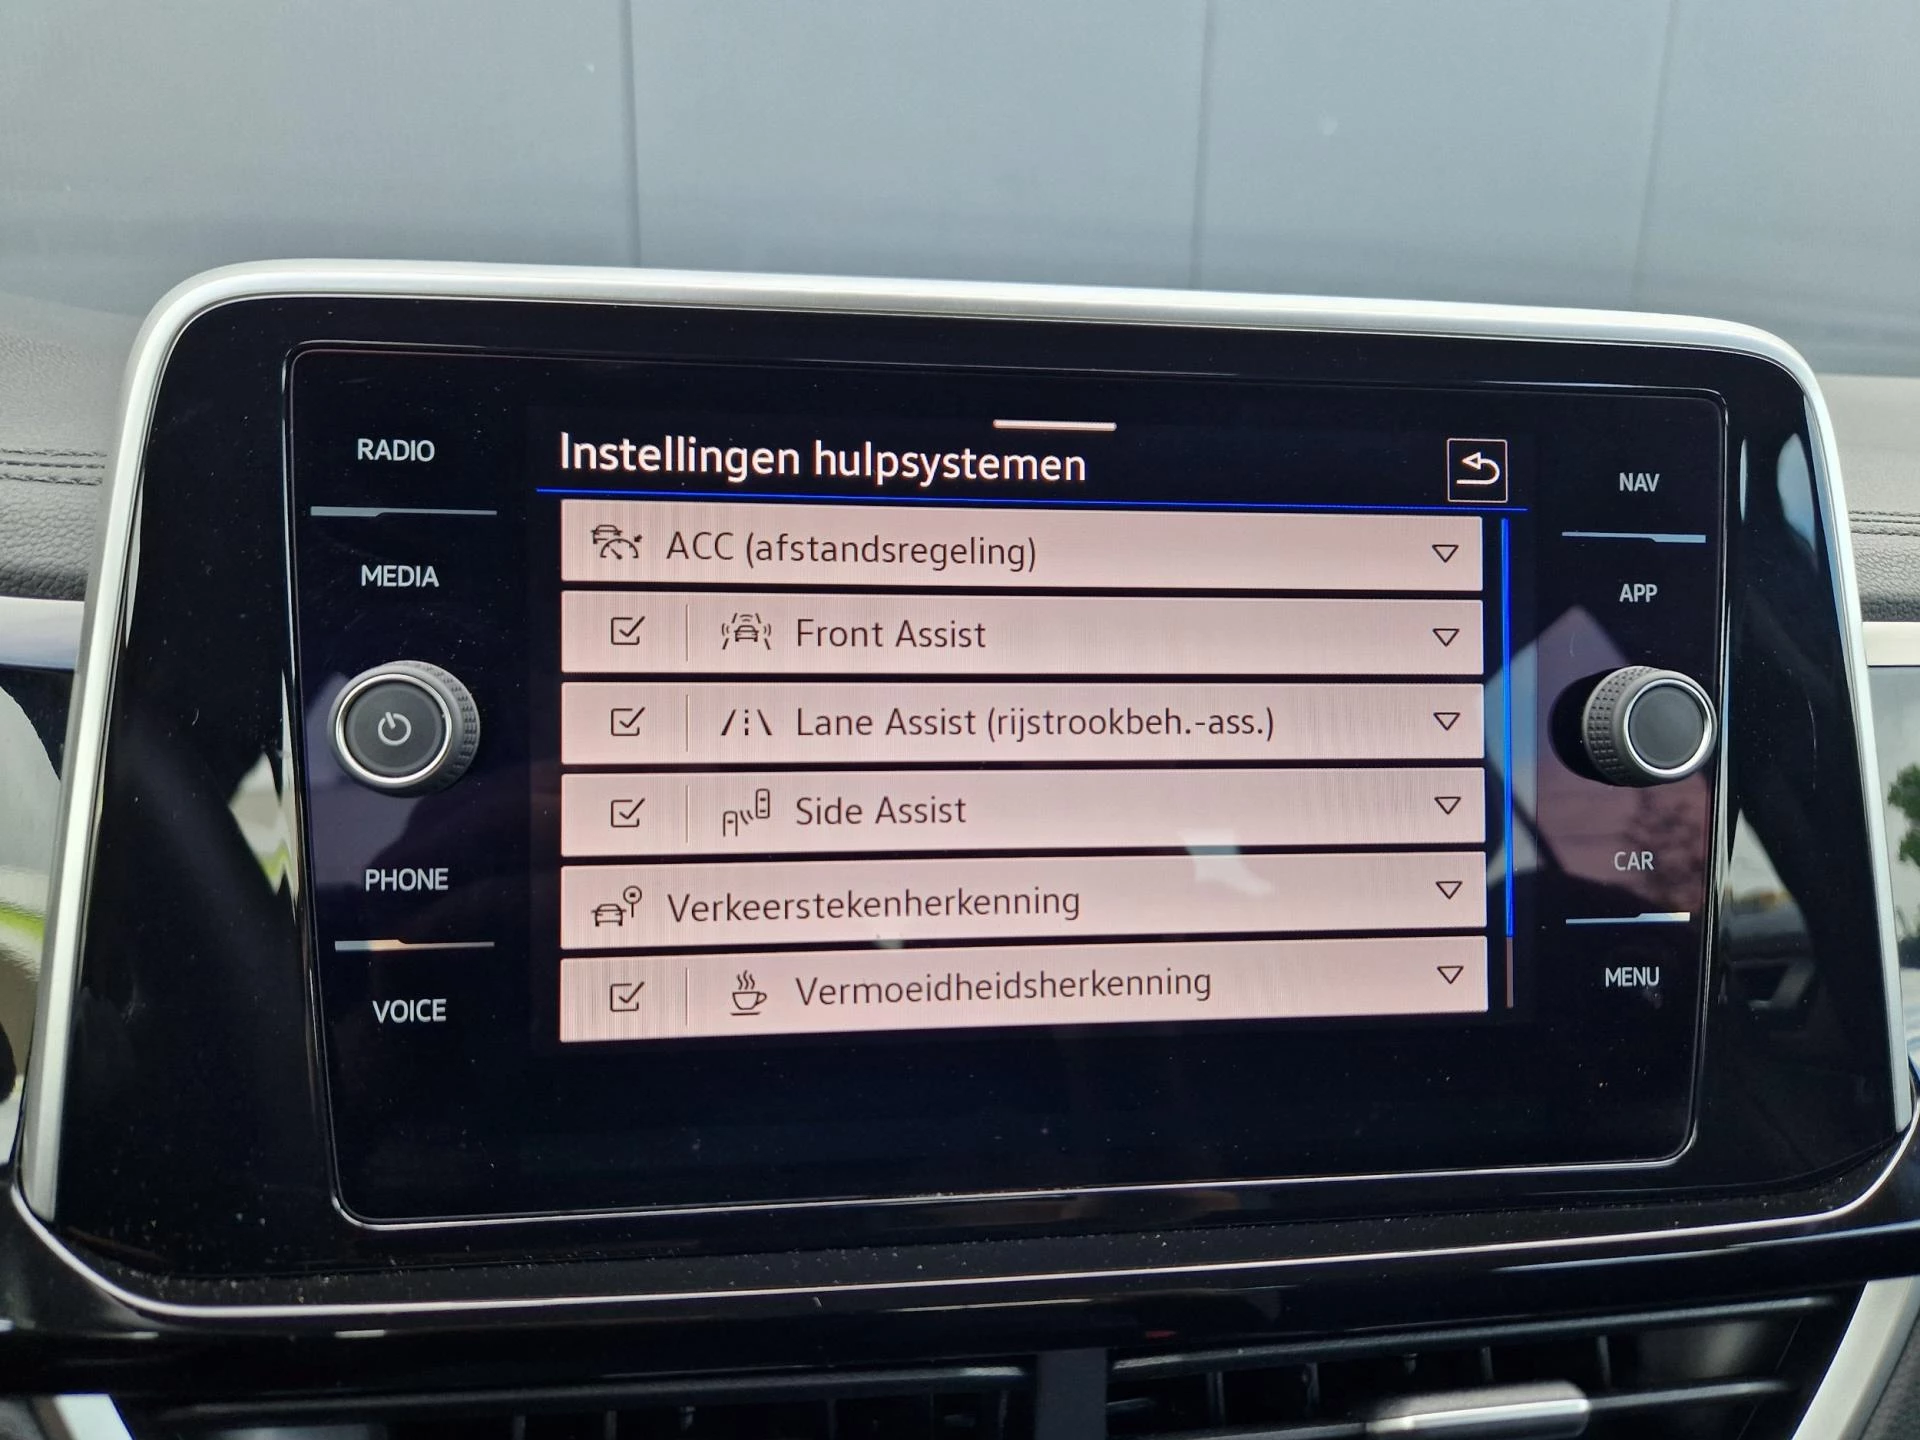 RADIO
MEDIA
PHONE
VOICE
Instellingen hulpsystemen
ACC (afstandsregeling)
Front Assist
Lane Assist (rijstrookbeh.-ass.)
Side Assist
Verkeerstekenherkenning
Vermoeidheidsherkenning
NAV
APP
CAR
MENU